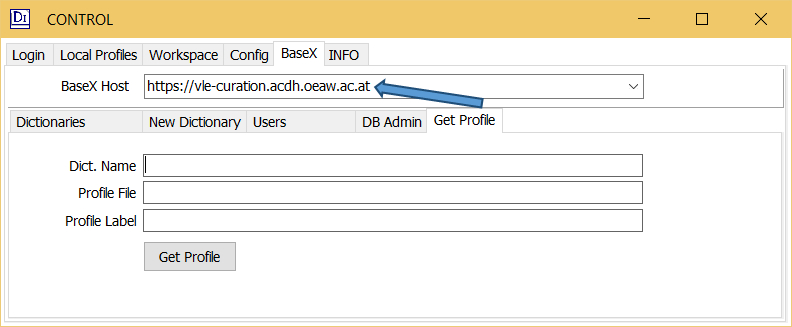 DI CONTROL
Login Local Profiles Workspace Config BaseX INFO
BaseX Host https://vle-curation.acdh.oeaw.ac.at
Dictionaries New Dictionary Users DB Admin Get Profile
Dict. Name
Profile File
Profile Label
Get Profile